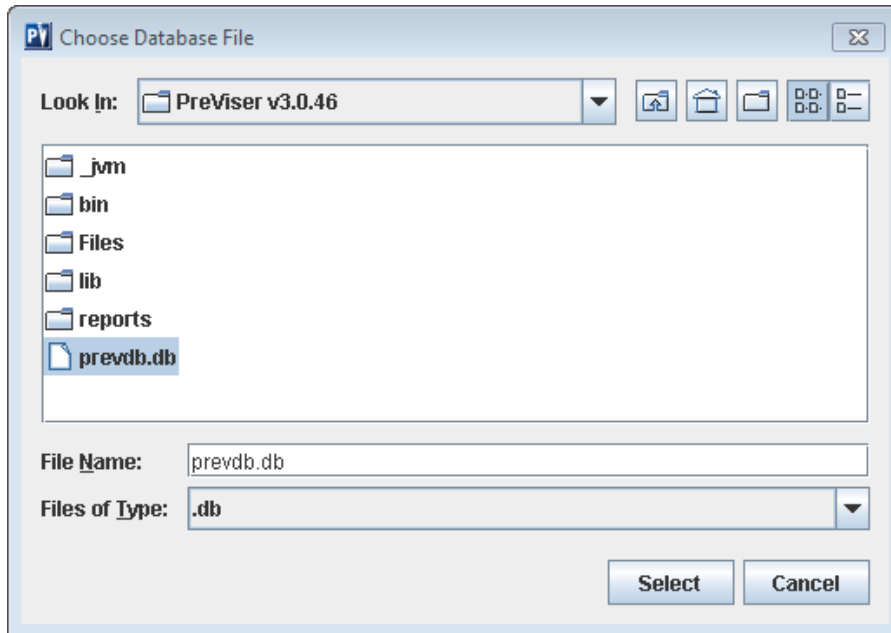 PV Choose Database File
Look In: PreViser v3.0.46
_jvm
bin
Files
lib
reports
prevdb.db
File Name: prevdb.db
Files of Type: .db
Select Cancel